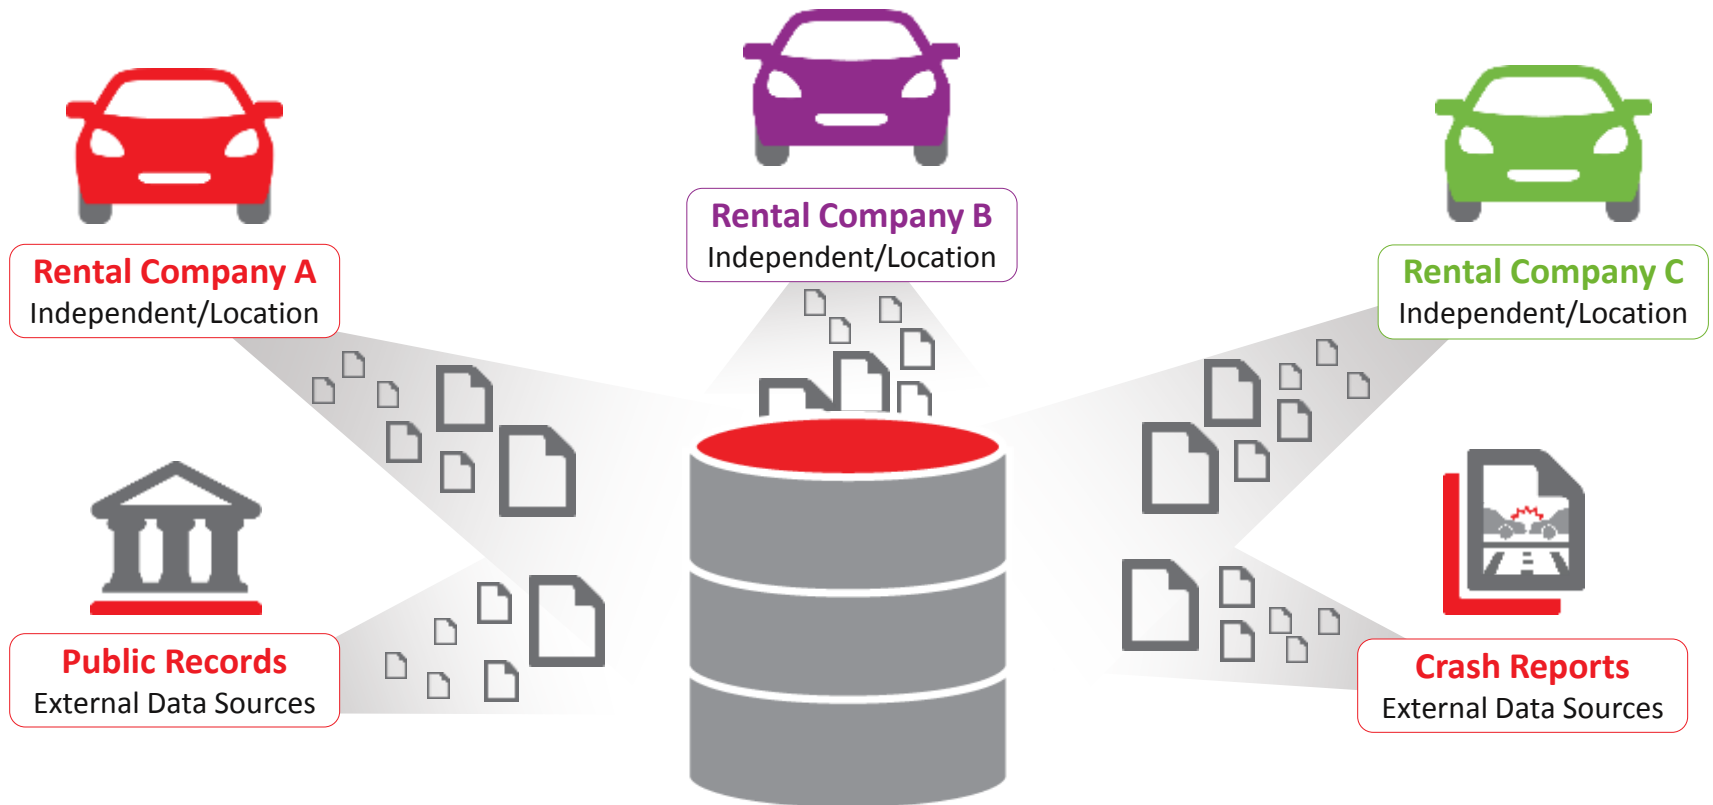 Rental Company B
Independent/Location
Rental Company A
Independent/Location
Rental Company C
Independent/Location
Public Records
External Data Sources
Crash Reports
External Data Sources